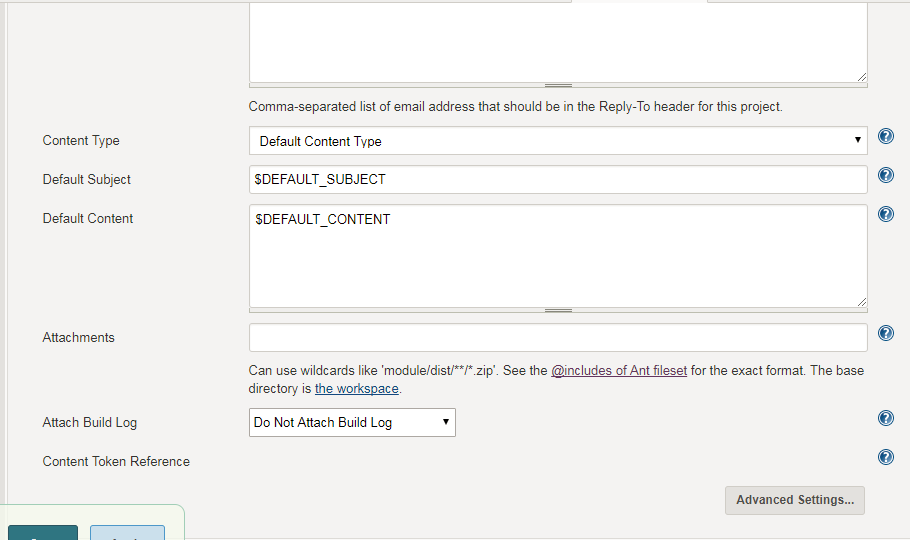 Comma-separated list of email address that should be in the Reply-To header for this project.
Content Type
Default Content Type
Default Subject
$DEFAULT_SUBJECT
Default Content
$DEFAULT_CONTENT
Attachments
Can use wildcards like 'module/dist/**/*.zip'. See the @includes of Ant fileset for the exact format. The base
directory is the workspace.
Attach Build Log
Do Not Attach Build Log
Content Token Reference
Advanced Settings...